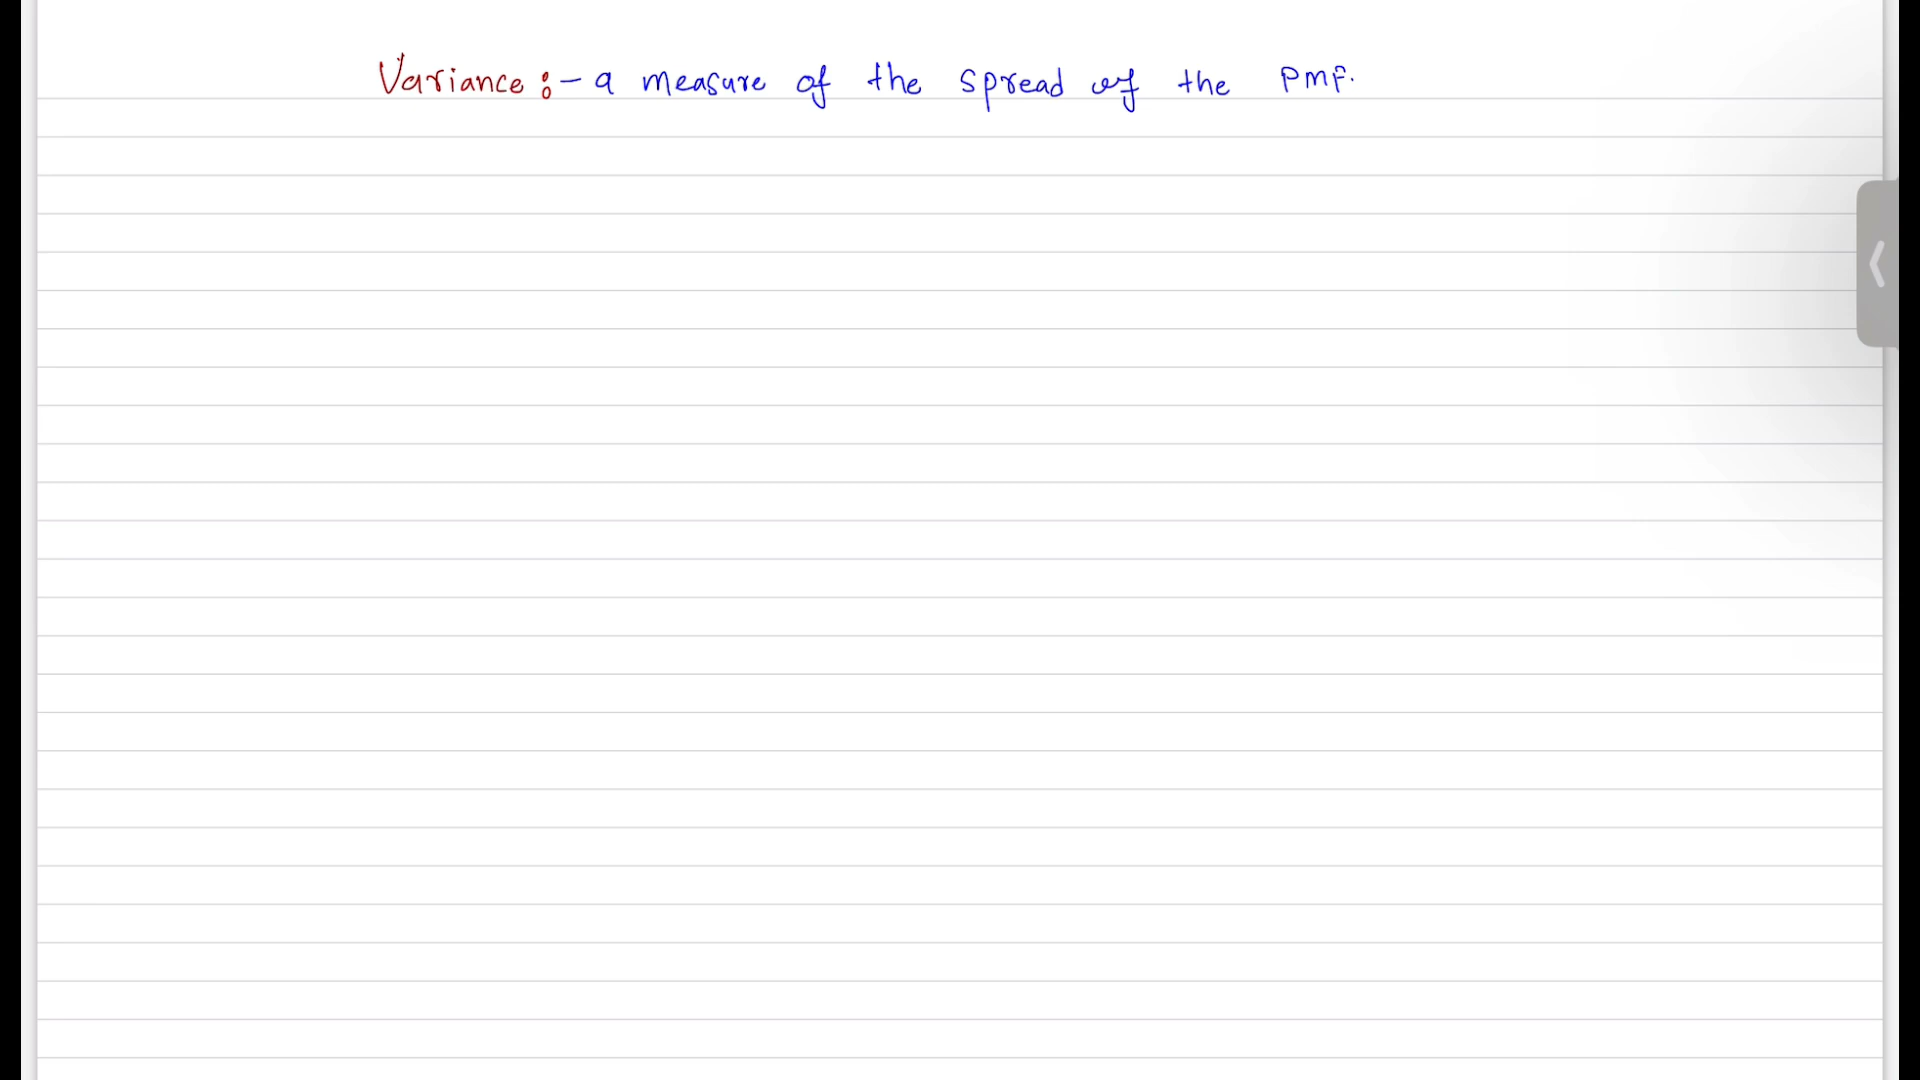 Variance :- a measure of the spread of the PMF.